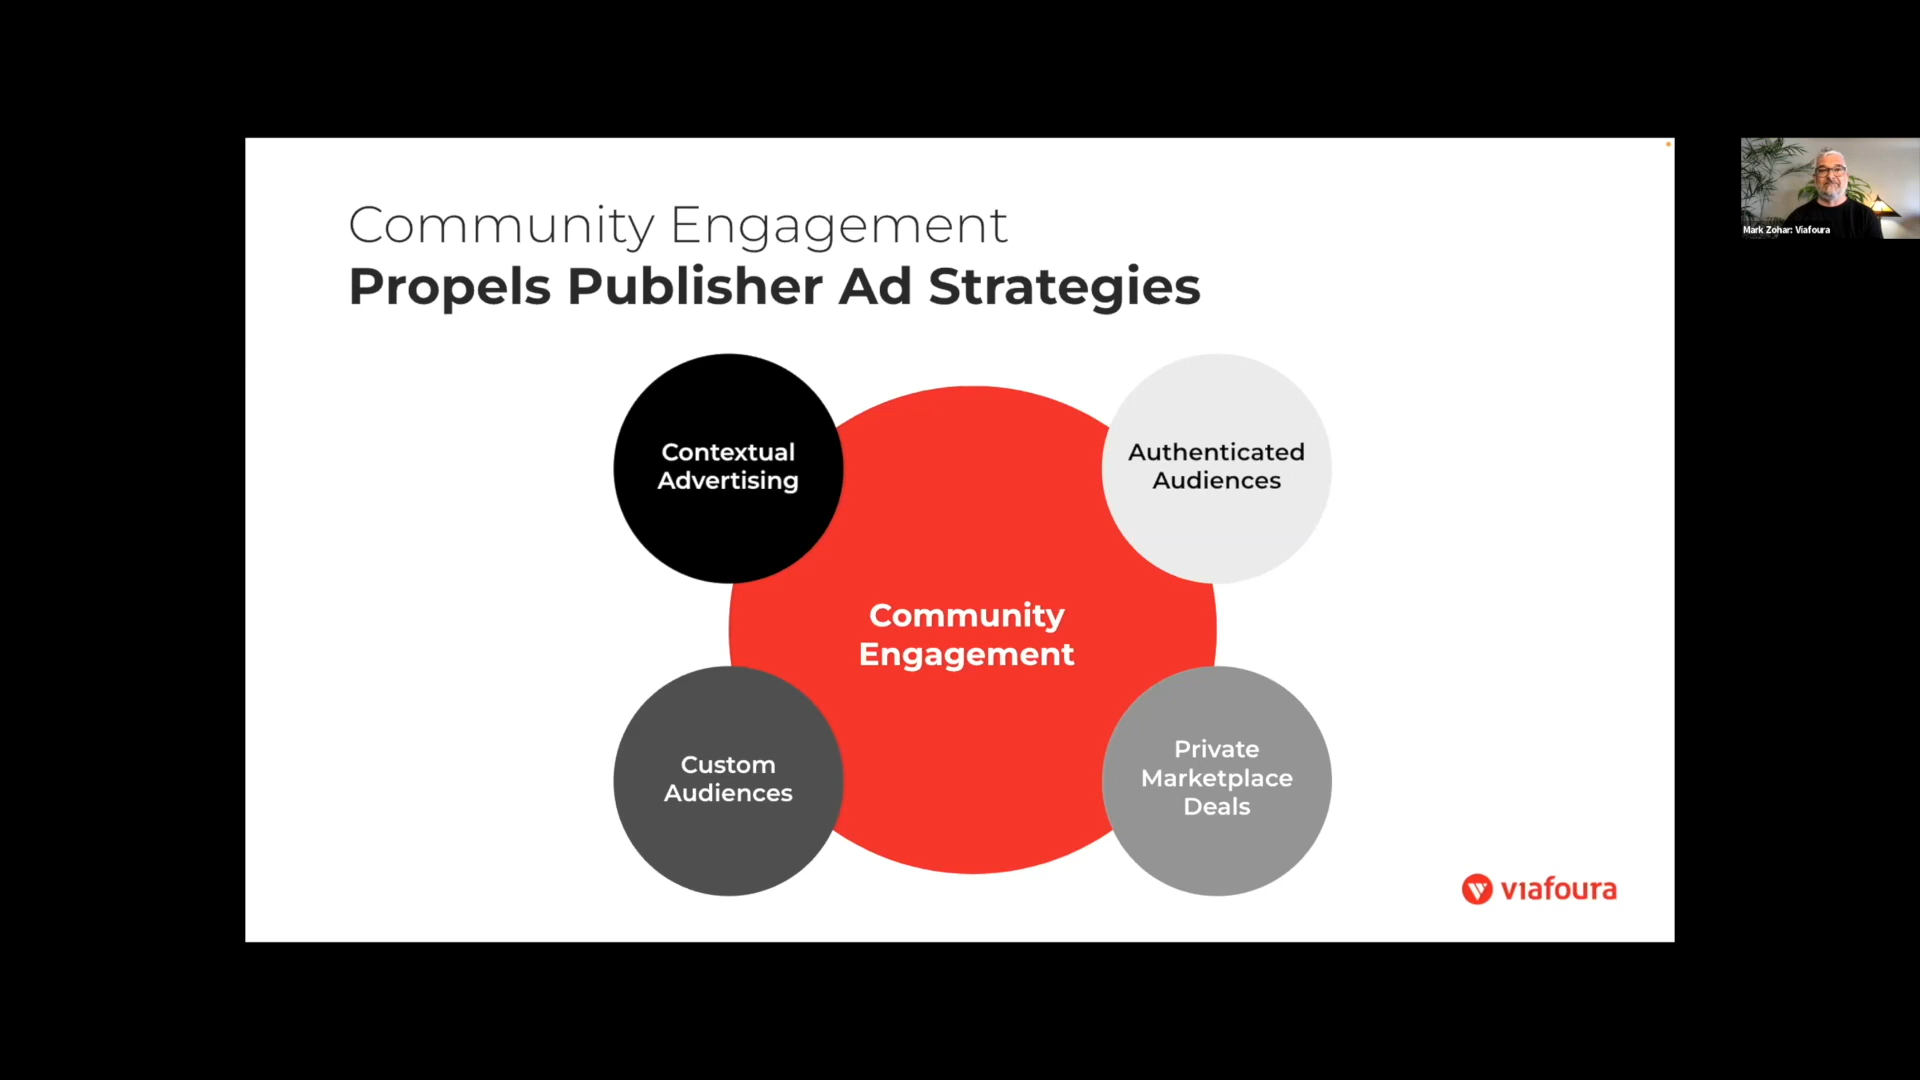 Community Engagement
Propels Publisher Ad Strategies
Contextual
Advertising
Authenticated
Audiences
Community
Engagement
Custom
Audiences
Private
Marketplace
Deals
viafoura
Mark Zohar: Viafoura